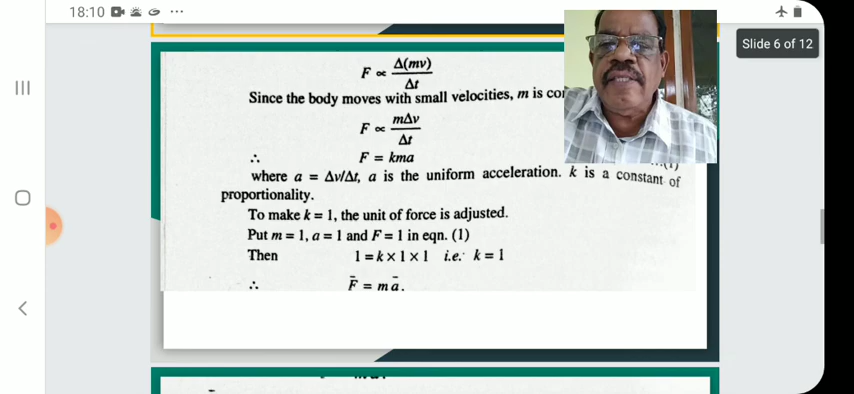 18:10
Slide 6 of 12
F ∝ Δ(mv)/Δt
Since the body moves with small velocities, m is
F ∝ mΔv/Δt
∴ F = kma
...(1)
where a = Δv/Δt, a is the uniform acceleration. k is a constant of
proportionality.
To make k = 1, the unit of force is adjusted.
Put m = 1, a = 1 and F = 1 in eqn. (1)
Then 1 = k × 1 × 1 i.e. k = 1
∴ F̄ = m ā.